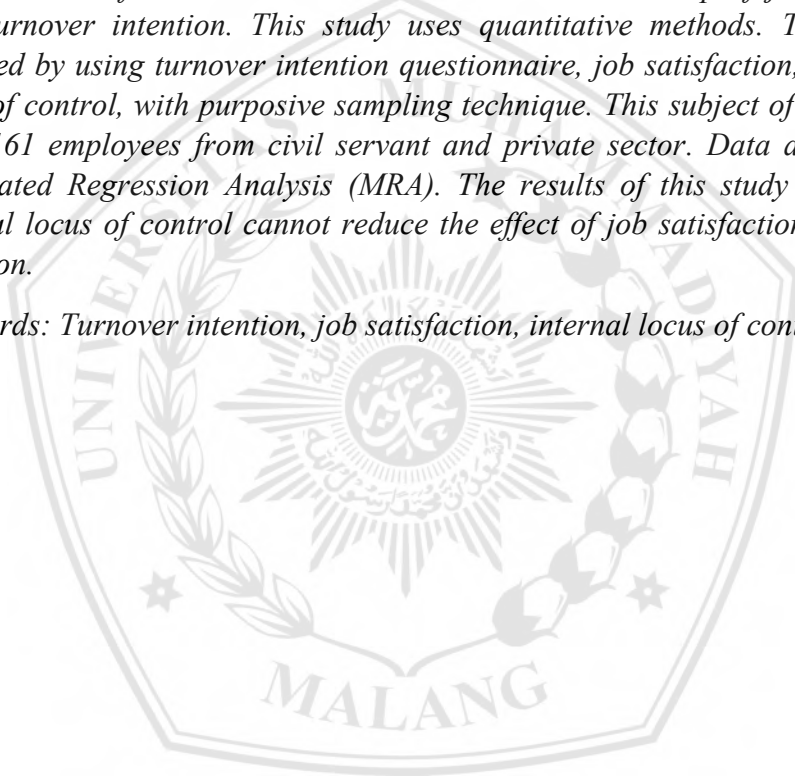 urnover intention. This study uses quantitative methods. T
ed by using turnover intention questionnaire, job satisfaction,
of control, with purposive sampling technique. This subject of
161 employees from civil servant and private sector. Data a
ated Regression Analysis (MRA). The results of this study
al locus of control cannot reduce the effect of job satisfaction
on.
rds: Turnover intention, job satisfaction, internal locus of con
UNIVERSITAS MUHAMMADIYAH
MALANG